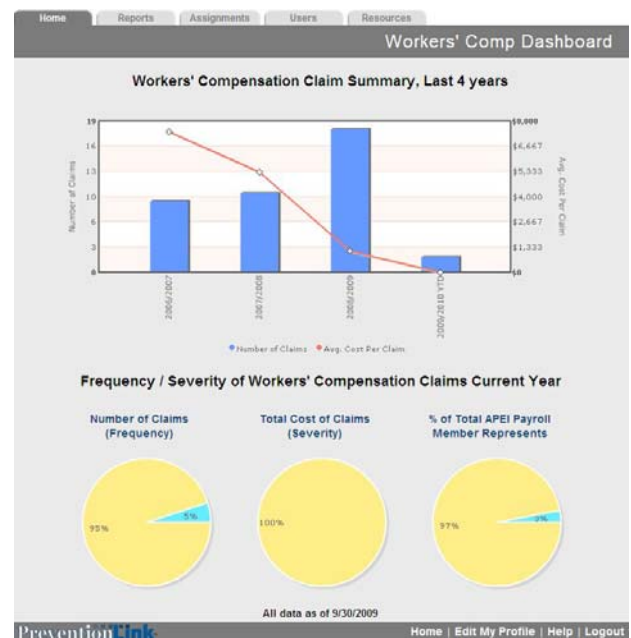 Home Reports Assignments Users Resources
Workers' Comp Dashboard
Workers' Compensation Claim Summary, Last 4 years
19
16
13
10
6
3
0
Number of Claims
$8,000
$6,667
$5,333
$4,000
$2,667
$1,333
$0
Avg. Cost Per Claim
2006/2007
2007/2008
2008/2009
2009/2010 YTD
Number of Claims Avg. Cost Per Claim
Frequency / Severity of Workers' Compensation Claims Current Year
Number of Claims
(Frequency)
Total Cost of Claims
(Severity)
% of Total APEI Payroll
Member Represents
95%
5%
100%
97%
3%
All data as of 9/30/2009
PreventionLink
Home | Edit My Profile | Help | Logout